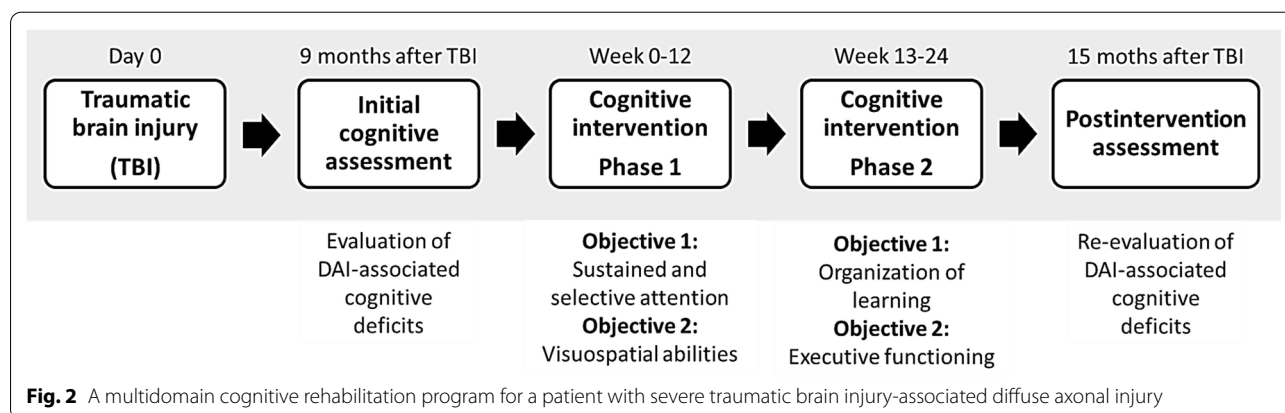 Day 0
9 months after TBI
Week 0-12
Week 13-24
15 moths after TBI
Traumatic
brain injury
(TBI)
Initial
cognitive
assessment
Cognitive
intervention
Phase 1
Cognitive
intervention
Phase 2
Postintervention
assessment
Evaluation of
DAI-associated
cognitive
deficits
Objective 1:
Sustained and
selective attention
Objective 2:
Visuospatial abilities
Objective 1:
Organization of
learning
Objective 2:
Executive functioning
Re-evaluation of
DAI-associated
cognitive
deficits
Fig. 2 A multidomain cognitive rehabilitation program for a patient with severe traumatic brain injury-associated diffuse axonal injury